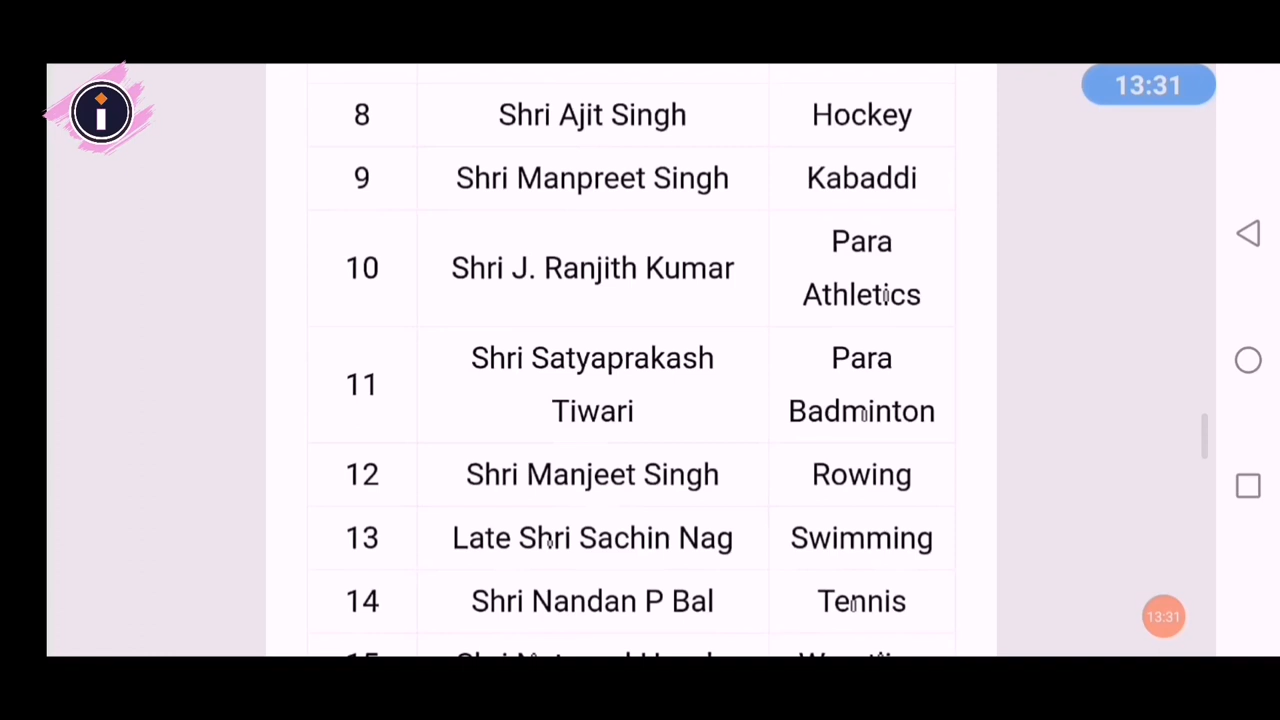 13:31
8 Shri Ajit Singh Hockey
9 Shri Manpreet Singh Kabaddi
10 Shri J. Ranjith Kumar Para
Athletics
11 Shri Satyaprakash Para
Tiwari Badminton
12 Shri Manjeet Singh Rowing
13 Late Shri Sachin Nag Swimming
14 Shri Nandan P Bal Tennis
13:31